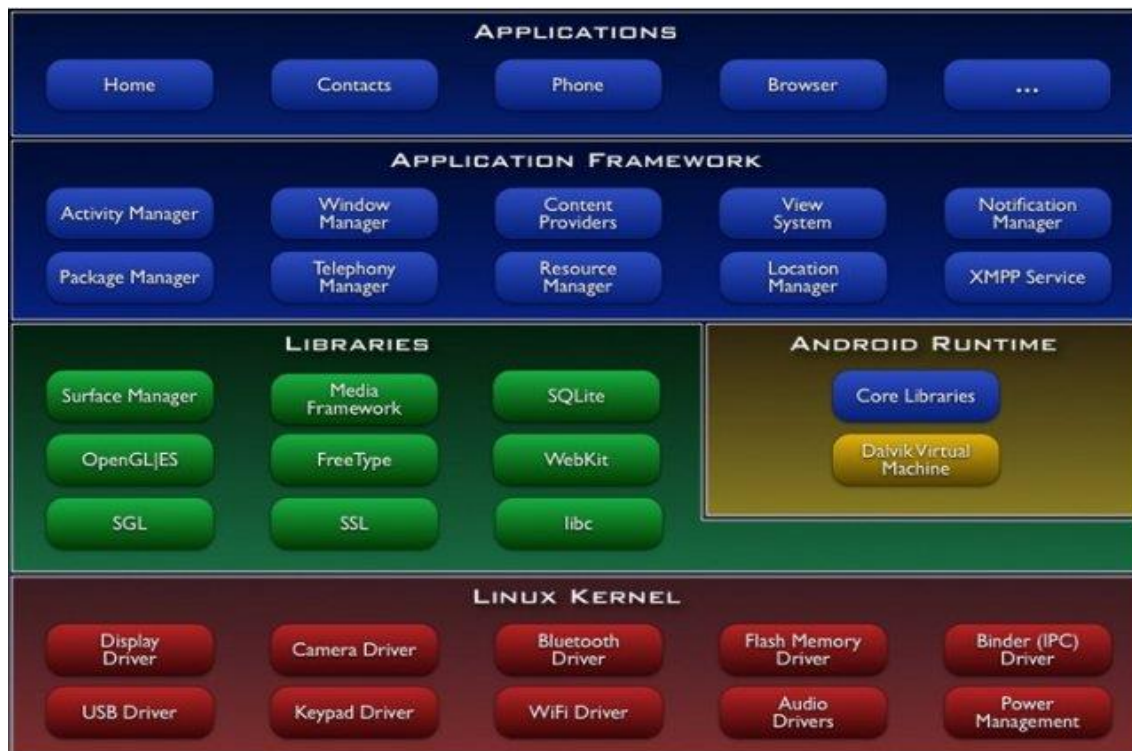 APPLICATIONS
Home
Contacts
Phone
Browser
...
APPLICATION FRAMEWORK
Activity Manager
Window
Manager
Content
Providers
View
System
Notification
Manager
Package Manager
Telephony
Manager
Resource
Manager
Location
Manager
XMPP Service
LIBRARIES
Surface Manager
Media
Framework
SQLite
OpenGL|ES
FreeType
WebKit
SGL
SSL
libc
ANDROID RUNTIME
Core Libraries
Dalvik Virtual
Machine
LINUX KERNEL
Display
Driver
Camera Driver
Bluetooth
Driver
Flash Memory
Driver
Binder (IPC)
Driver
USB Driver
Keypad Driver
WiFi Driver
Audio
Drivers
Power
Management